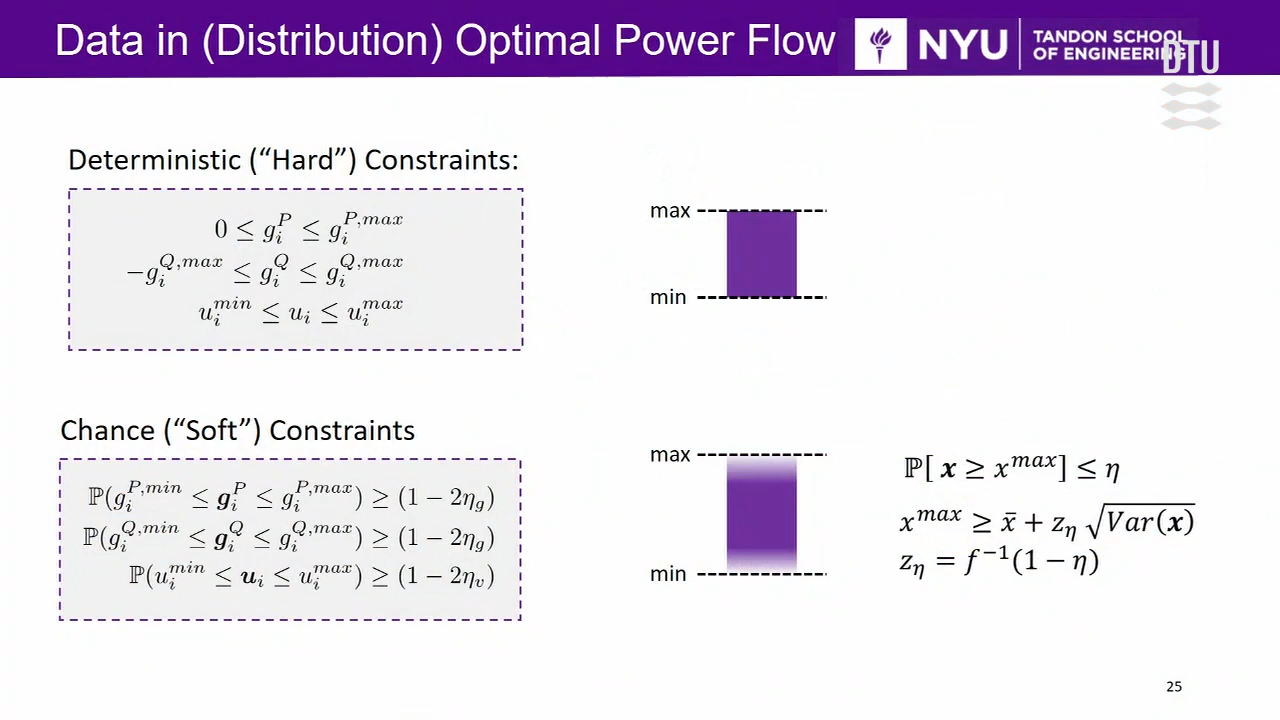 Data in (Distribution) Optimal Power Flow
NYU
TANDON SCHOOL
OF ENGINEERING
DTU
Deterministic (“Hard”) Constraints:
0 ≤ g_i^P ≤ g_i^{P,max}
−g_i^{Q,max} ≤ g_i^Q ≤ g_i^{Q,max}
u_i^{min} ≤ u_i ≤ u_i^{max}
max
min
Chance (“Soft”) Constraints
ℙ(g_i^{P,min} ≤ g_i^P ≤ g_i^{P,max}) ≥ (1 − 2η_g)
ℙ(g_i^{Q,min} ≤ g_i^Q ≤ g_i^{Q,max}) ≥ (1 − 2η_g)
ℙ(u_i^{min} ≤ u_i ≤ u_i^{max}) ≥ (1 − 2η_v)
max
min
ℙ[ x ≥ x^{max}] ≤ η
x^{max} ≥ x̄ + z_η √Var(x)
z_η = f^{−1}(1 − η)
25